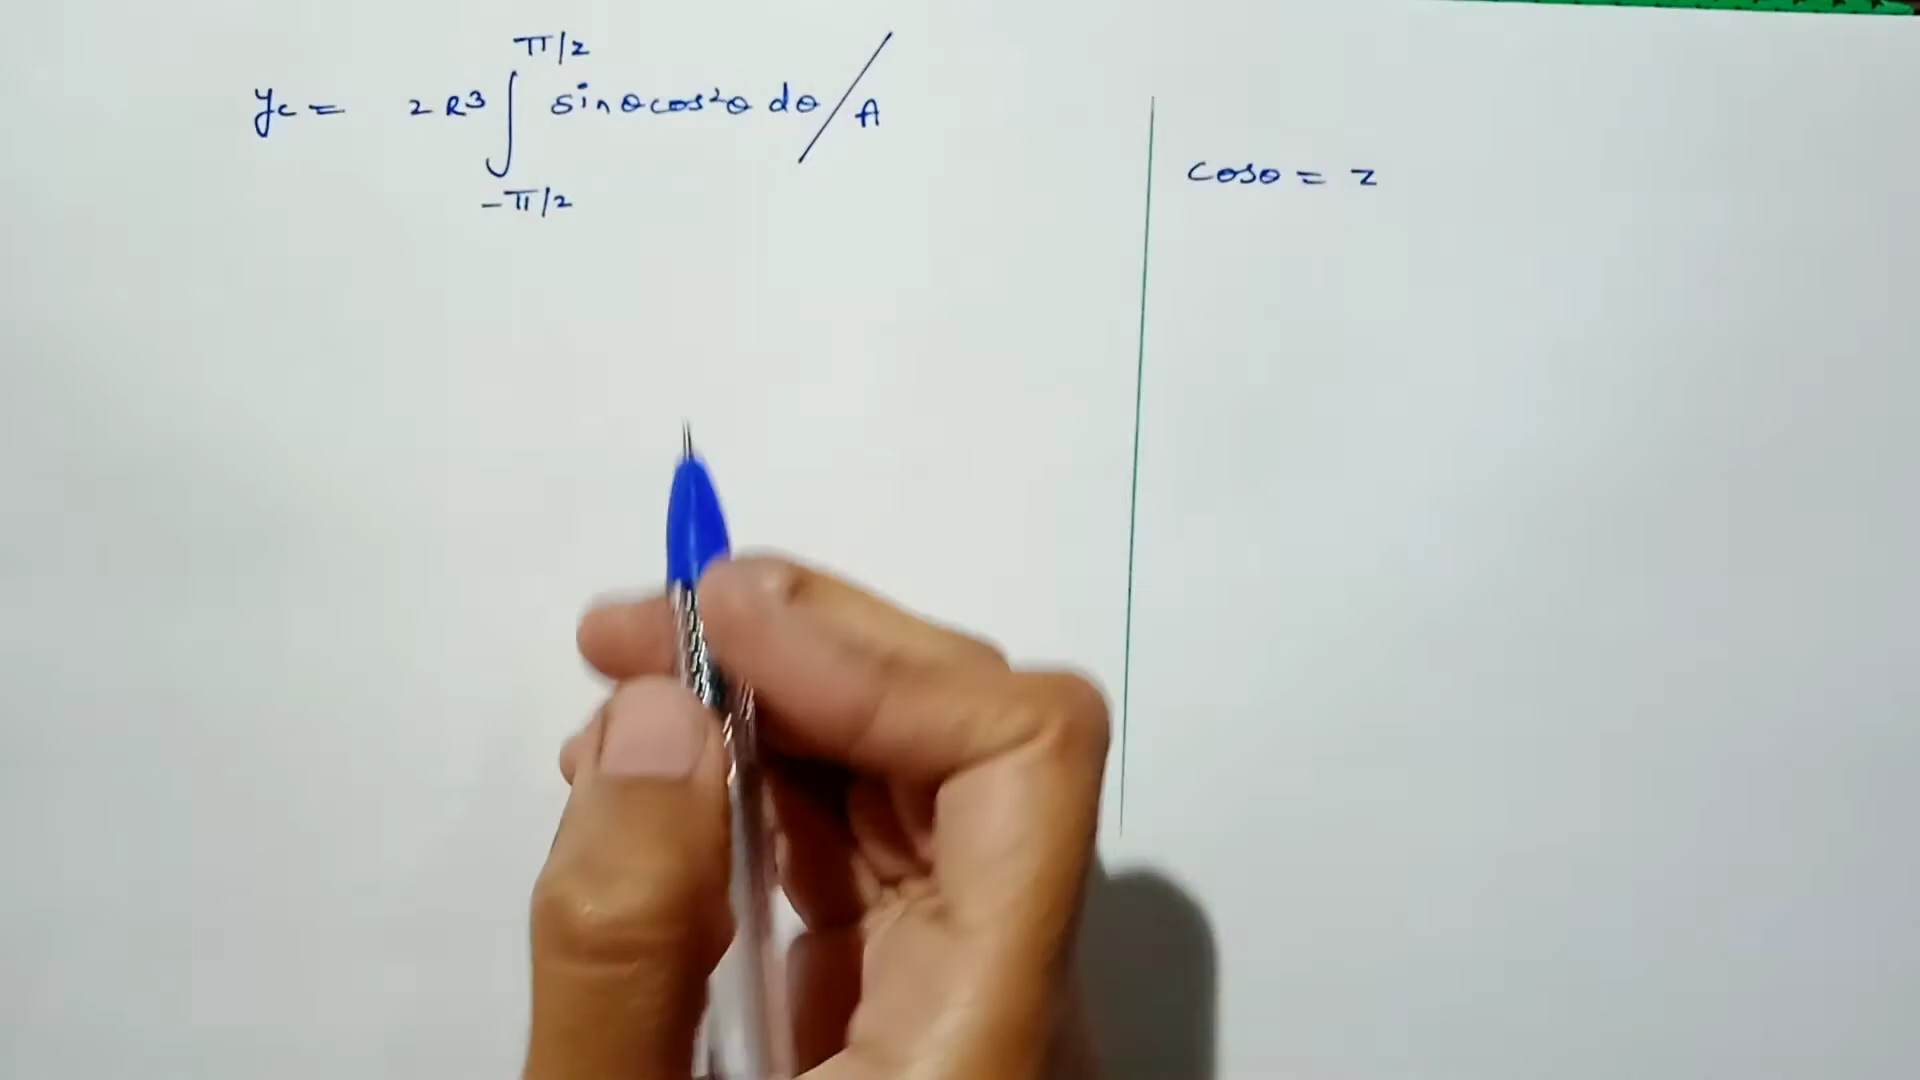 π/2
yc = 2R³ ∫ sinθcos²θ dθ / A
-π/2
cosθ = z